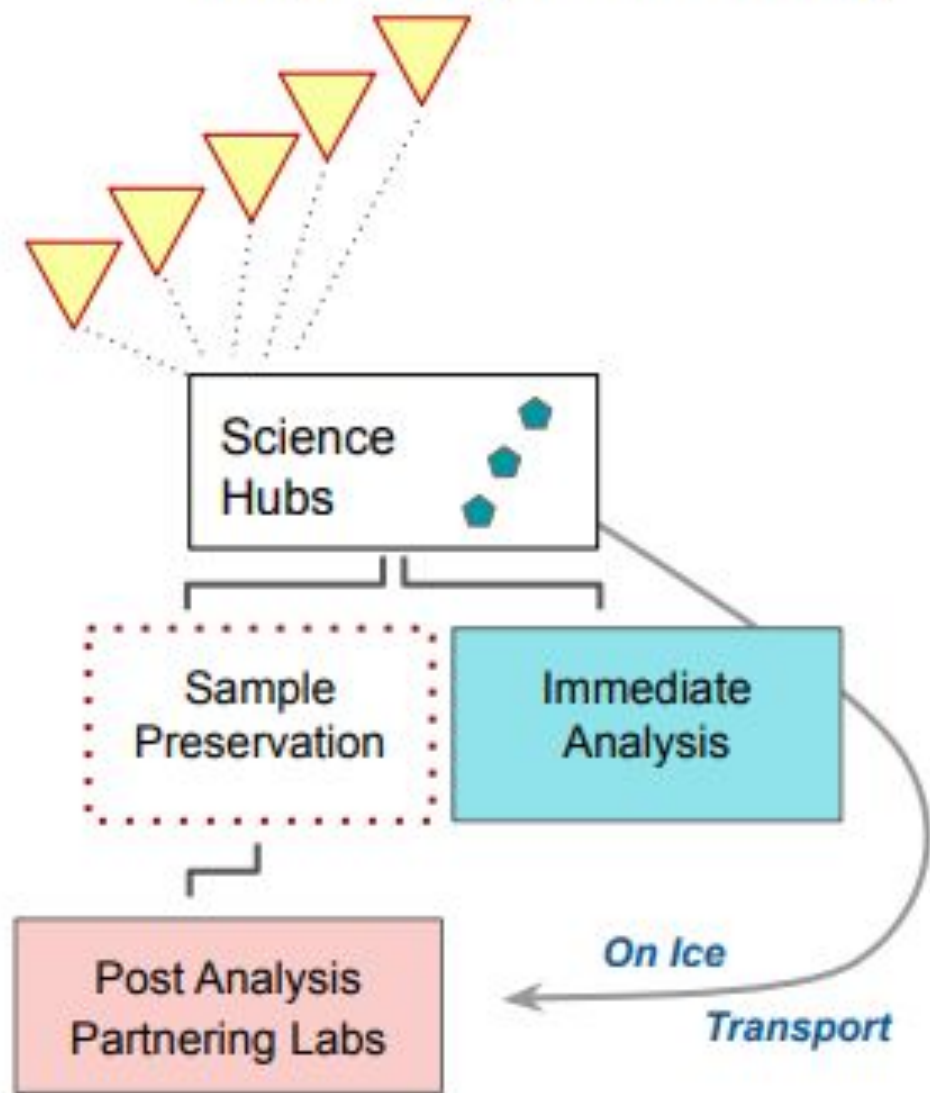 Science
Hubs
Sample
Preservation
Immediate
Analysis
Post Analysis
Partnering Labs
On Ice
Transport